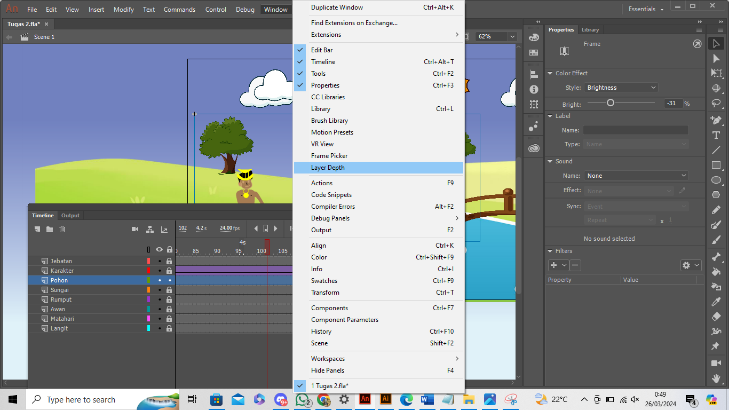 An File Edit View Insert Modify Text Commands Control Debug Window
Essentials
Tugas 2.fla* ×
Scene 1
62%
Duplicate Window Ctrl+Alt+K
Find Extensions on Exchange...
Extensions
Edit Bar
Timeline Ctrl+Alt+T
Tools Ctrl+F2
Properties Ctrl+F3
CC Libraries
Library Ctrl+L
Brush Library
Motion Presets
VR View
Frame Picker
Layer Depth
Actions F9
Code Snippets
Compiler Errors Alt+F2
Debug Panels
Output F2
Align Ctrl+K
Color Ctrl+Shift+F9
Info Ctrl+I
Swatches Ctrl+F9
Transform Ctrl+T
Components Ctrl+F7
Component Parameters
History Ctrl+F10
Scene Shift+F2
Workspaces
Hide Panels F4
1 Tugas 2.fla*
Timeline Output
102 4.2 s 24.00 fps
4s
85 90 95 100 105
Jebatan
Karakter
Pohon
Sungai
Rumput
Awan
Matahari
Langit
Properties Library
Frame
Color Effect
Style: Brightness
Bright: -33 %
Label
Name:
Type: Name
Sound
Name: None
Effect: None
Sync: Event
Repeat x 1
No sound selected
Filters
Property Value
Type here to search
22°C
0:49
26/03/2024